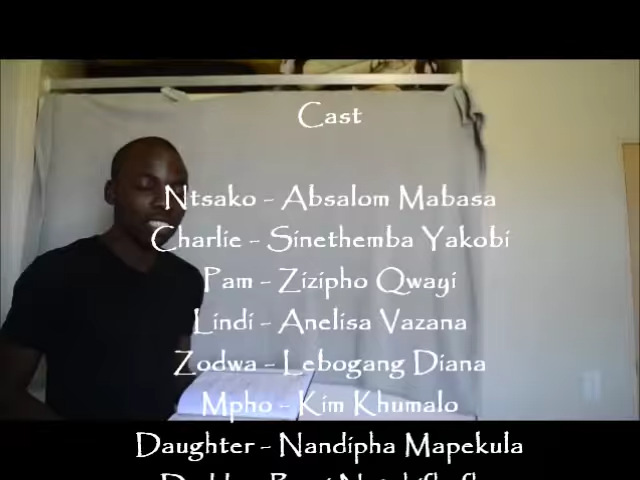 Cast
Ntsako - Absalom Mabasa
Charlie - Sinethemba Yakobi
Pam - Zizipho Qwayi
Lindi - Anelisa Vazana
Zodwa - Lebogang Diana
Mpho - Kim Khumalo
Daughter - Nandipha Mapekula